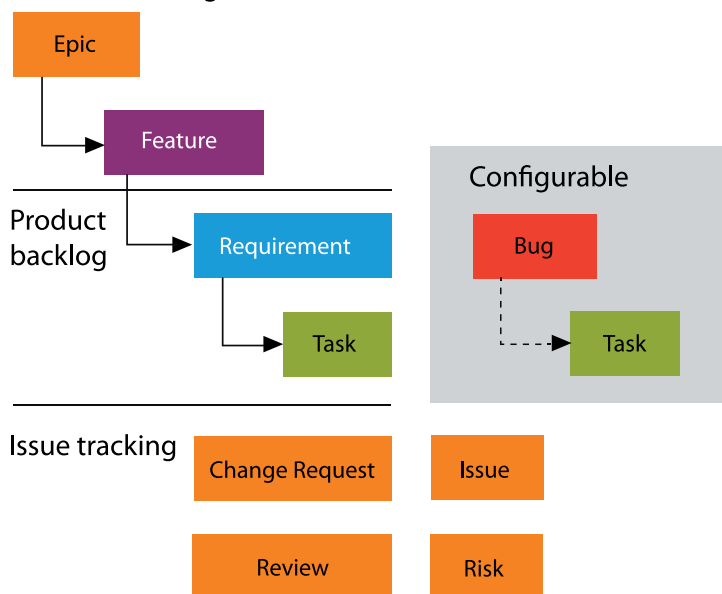 Epic
Feature
Configurable
Product
backlog
Requirement
Bug
Task
Task
Issue tracking
Change Request
Issue
Review
Risk